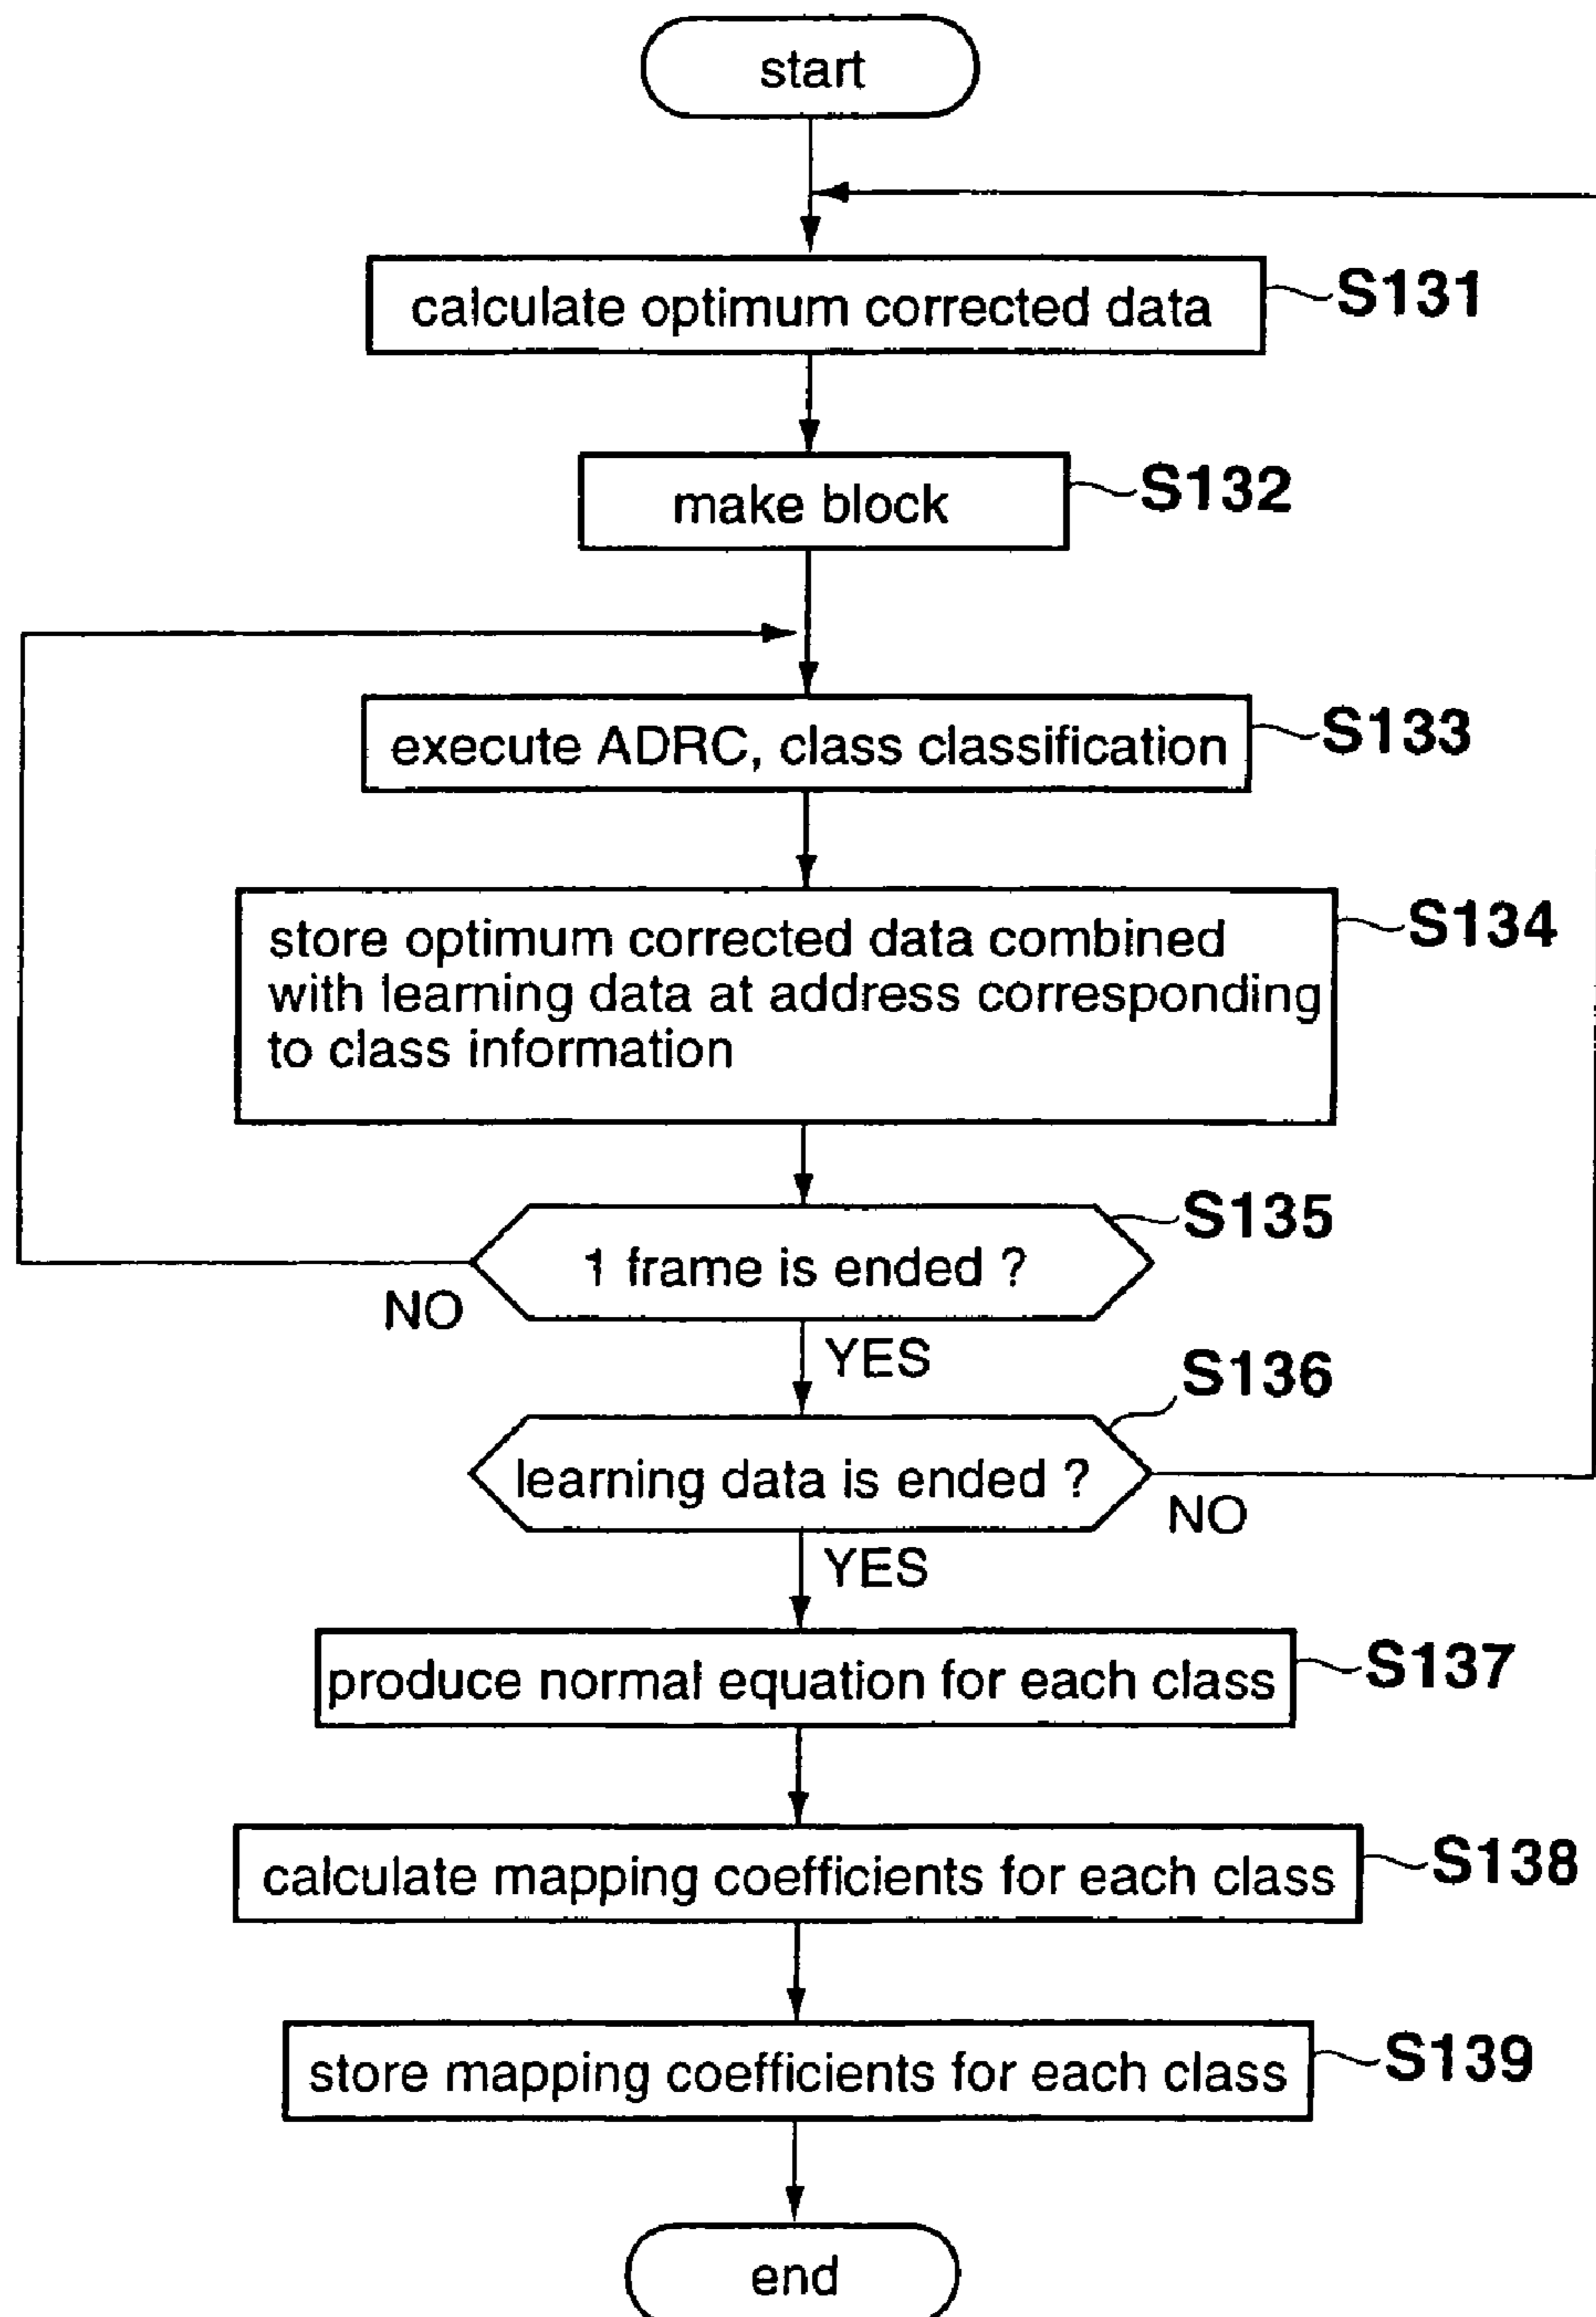 start
calculate optimum corrected data
S131
make block
S132
execute ADRC, class classification
S133
store optimum corrected data combined
with learning data at address corresponding
to class information
S134
1 frame is ended ?
S135
NO
YES
learning data is ended ?
S136
NO
YES
produce normal equation for each class
S137
calculate mapping coefficients for each class
S138
store mapping coefficients for each class
S139
end